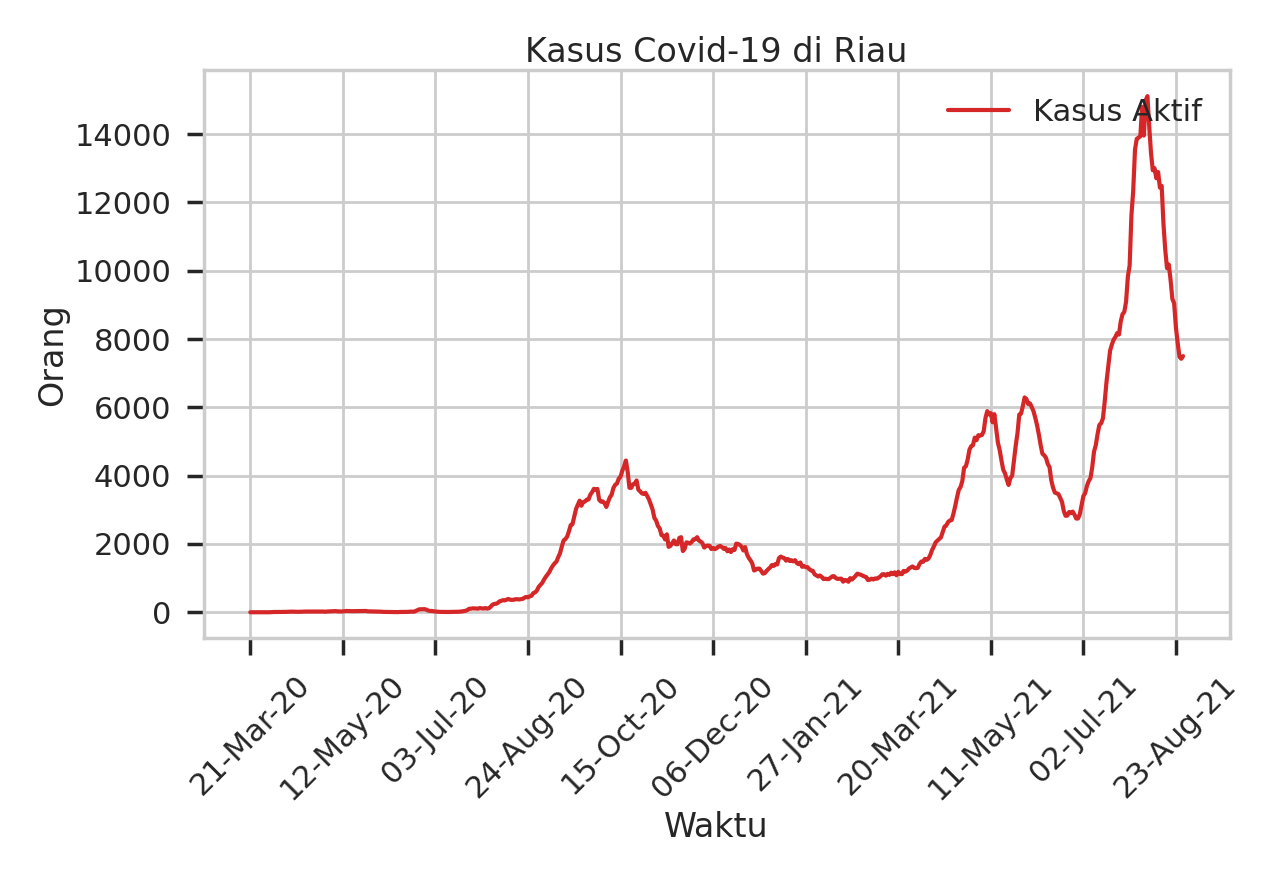 Kasus Covid-19 di Riau
Kasus Aktif
14000
12000
10000
8000
6000
4000
2000
0
Orang
21-Mar-20
12-May-20
03-Jul-20
24-Aug-20
15-Oct-20
06-Dec-20
27-Jan-21
20-Mar-21
11-May-21
02-Jul-21
23-Aug-21
Waktu